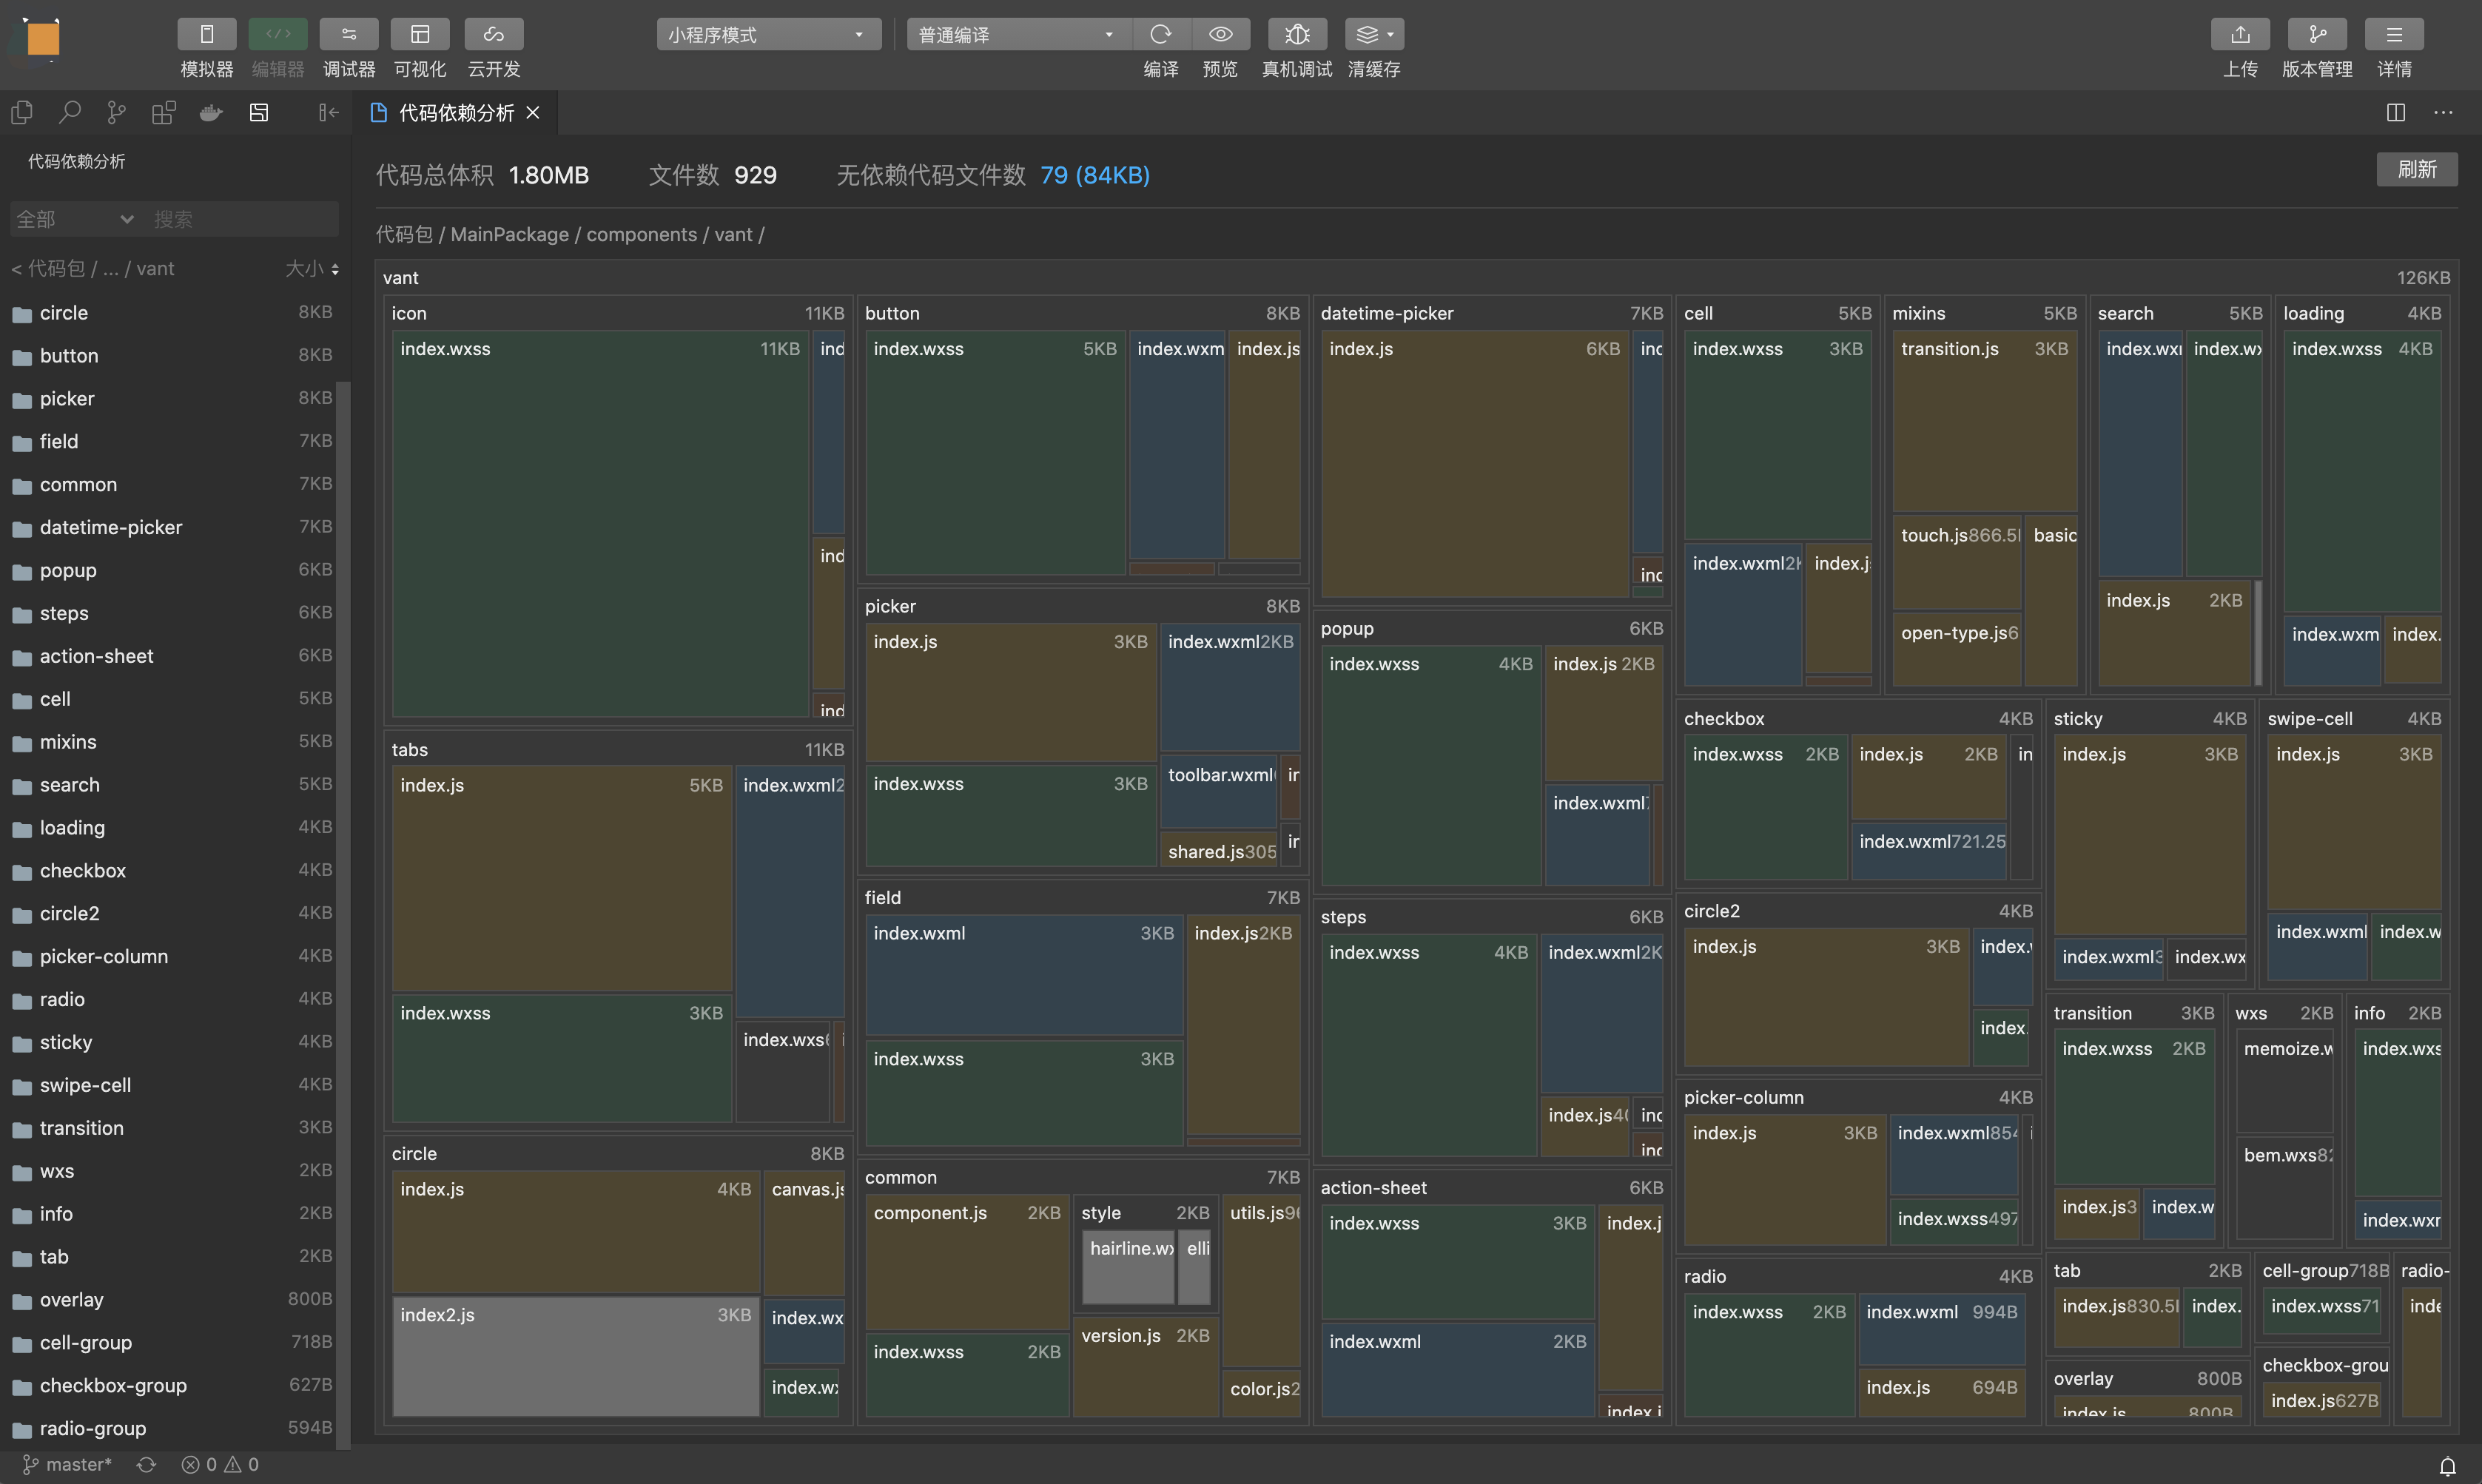 模拟器 编辑器 调试器 可视化 云开发
小程序模式
普通编译
编译 预览 真机调试 清缓存
上传 版本管理 详情
代码依赖分析
代码依赖分析
全部 搜索
< 代码包 / ... / vant 大小
circle 8KB
button 8KB
picker 8KB
field 7KB
common 7KB
datetime-picker 7KB
popup 6KB
steps 6KB
action-sheet 6KB
cell 5KB
mixins 5KB
search 5KB
loading 4KB
checkbox 4KB
circle2 4KB
picker-column 4KB
radio 4KB
sticky 4KB
swipe-cell 4KB
transition 3KB
wxs 2KB
info 2KB
tab 2KB
overlay 800B
cell-group 718B
checkbox-group 627B
radio-group 594B
master* 0 0
代码总体积 1.80MB 文件数 929 无依赖代码文件数 79 (84KB)
刷新
代码包 / MainPackage / components / vant /
vant 126KB
icon 11KB
index.wxss 11KB
ind
ind
ind
tabs 11KB
index.js 5KB
index.wxml2
index.wxss 3KB
index.wxs
circle 8KB
index.js 4KB
canvas.js
index2.js 3KB
index.wx
index.wx
button 8KB
index.wxss 5KB
index.wxm
index.js
picker 8KB
index.js 3KB
index.wxml2KB
index.wxss 3KB
toolbar.wxml
in
shared.js305
in
field 7KB
index.wxml 3KB
index.js2KB
index.wxss 3KB
common 7KB
component.js 2KB
style 2KB
hairline.wx
elli
utils.js96
index.wxss 2KB
version.js 2KB
color.js2
datetime-picker 7KB
index.js 6KB
ind
ind
popup 6KB
index.wxss 4KB
index.js 2KB
index.wxml
steps 6KB
index.wxss 4KB
index.wxml2K
index.js40
ind
ind
action-sheet 6KB
index.wxss 3KB
index.j
index.wxml 2KB
index.j
cell 5KB
index.wxss 3KB
index.wxml2K
index.j
mixins 5KB
transition.js 3KB
touch.js866.5
basic
open-type.js6
search 5KB
index.wx
index.wx
index.js 2KB
loading 4KB
index.wxss 4KB
index.wxm
index.
checkbox 4KB
index.wxss 2KB
index.js 2KB
in
index.wxml721.25
circle2 4KB
index.js 3KB
index.
index.
picker-column 4KB
index.js 3KB
index.wxml854
index.wxss497
radio 4KB
index.wxss 2KB
index.wxml 994B
index.js 694B
sticky 4KB
index.js 3KB
index.wxml3
index.wx
swipe-cell 4KB
index.js 3KB
index.wxml
index.w
transition 3KB
index.wxss 2KB
index.js3
index.w
wxs 2KB
memoize.w
bem.wxs82
info 2KB
index.wxs
index.wx
tab 2KB
index.js830.5
index.
cell-group718B
index.wxss71
radio-
inde
overlay 800B
index.js 800B
checkbox-grou
index.js627B